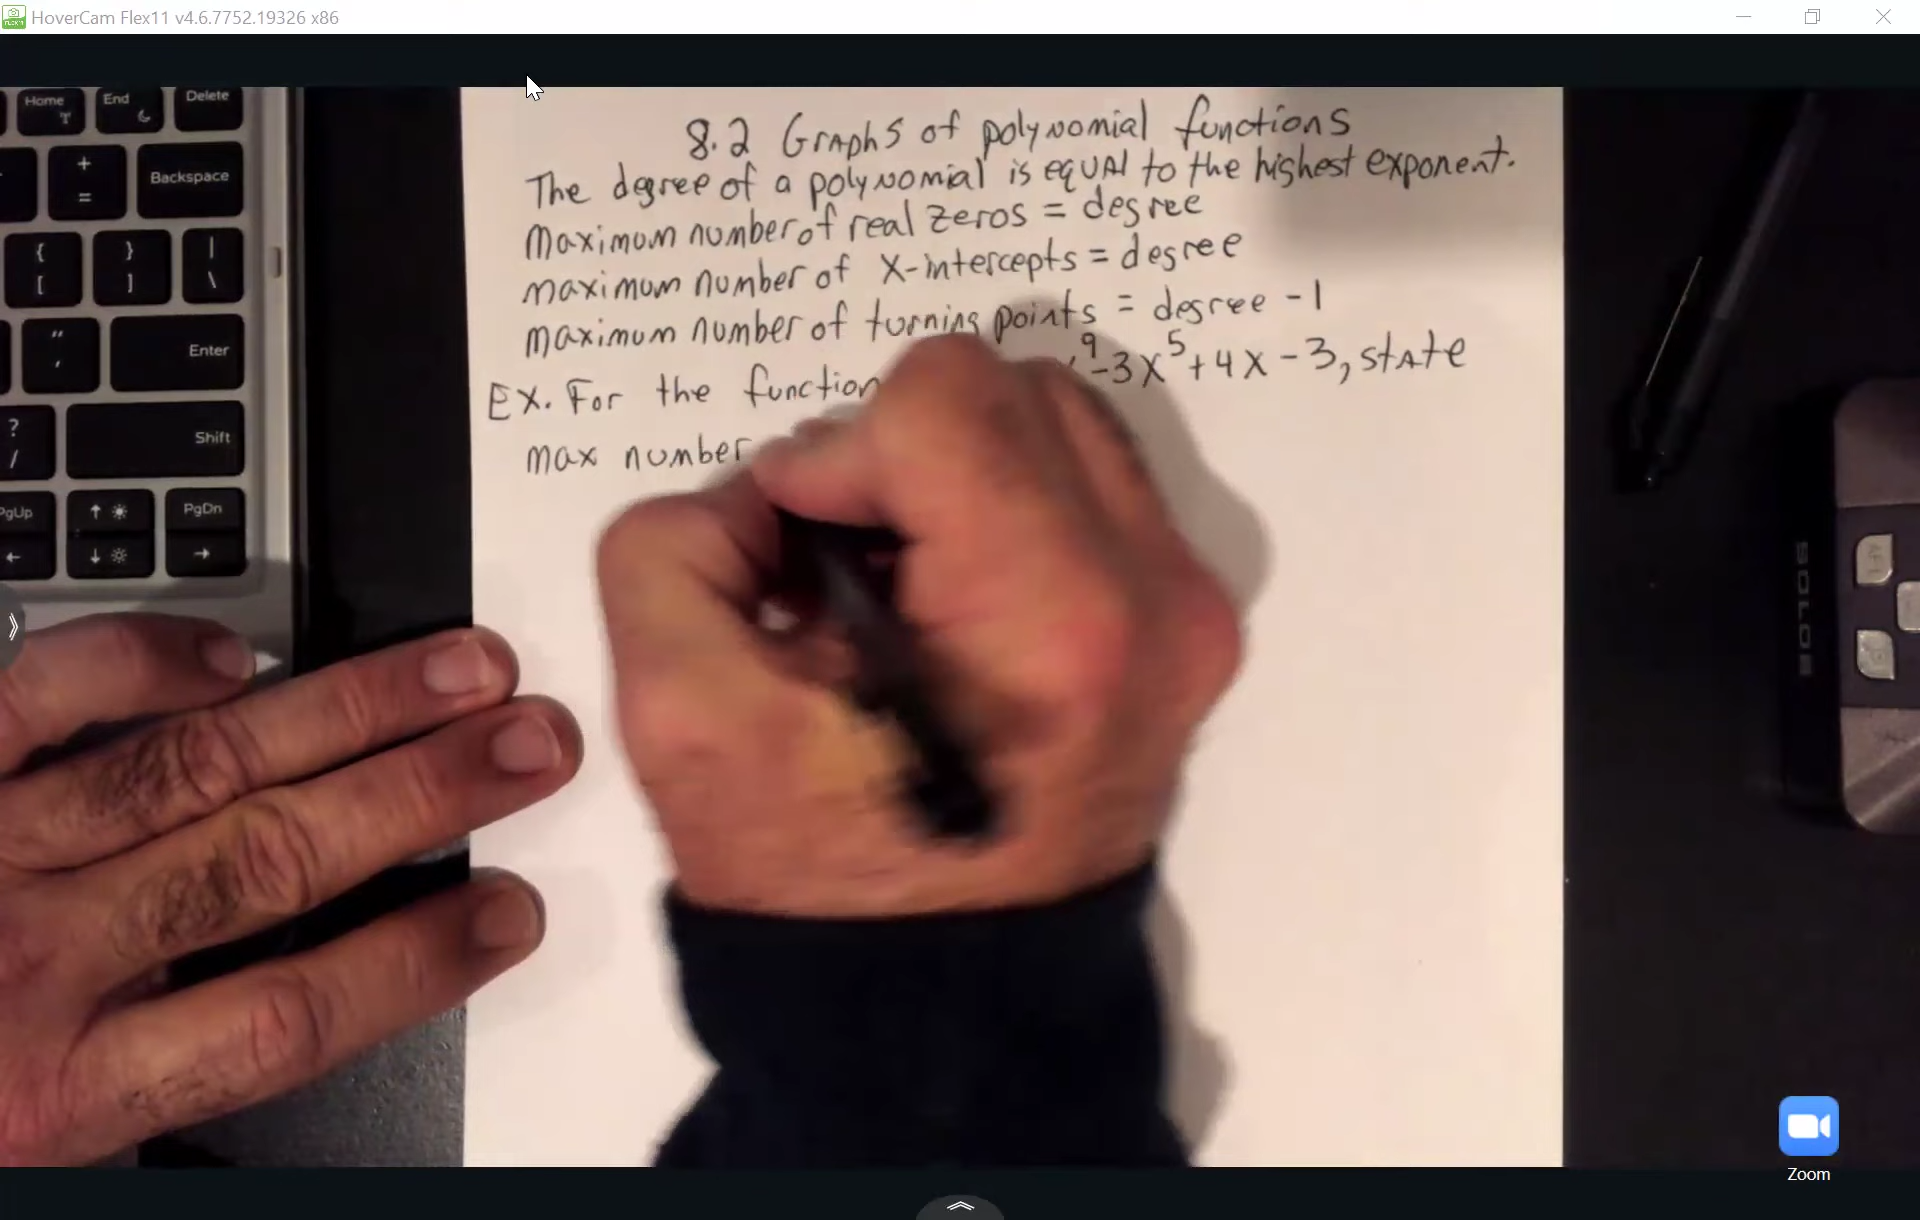 HoverCam Flex11 v4.6.7752.19326 x86
8.2 Graphs of polynomial functions
The degree of a polynomial is equal to the highest exponent.
Maximum number of real zeros = degree
maximum number of x-intercepts = degree
maximum number of turning points = degree -1
Ex. For the function ⁹-3x⁵+4x-3, state
max number
Home End Delete
+ = Backspace
{ [ } ] | \
" ' Enter
? / Shift
PgUp ↑ PgDn
← ↓ →
SOLO
Zoom